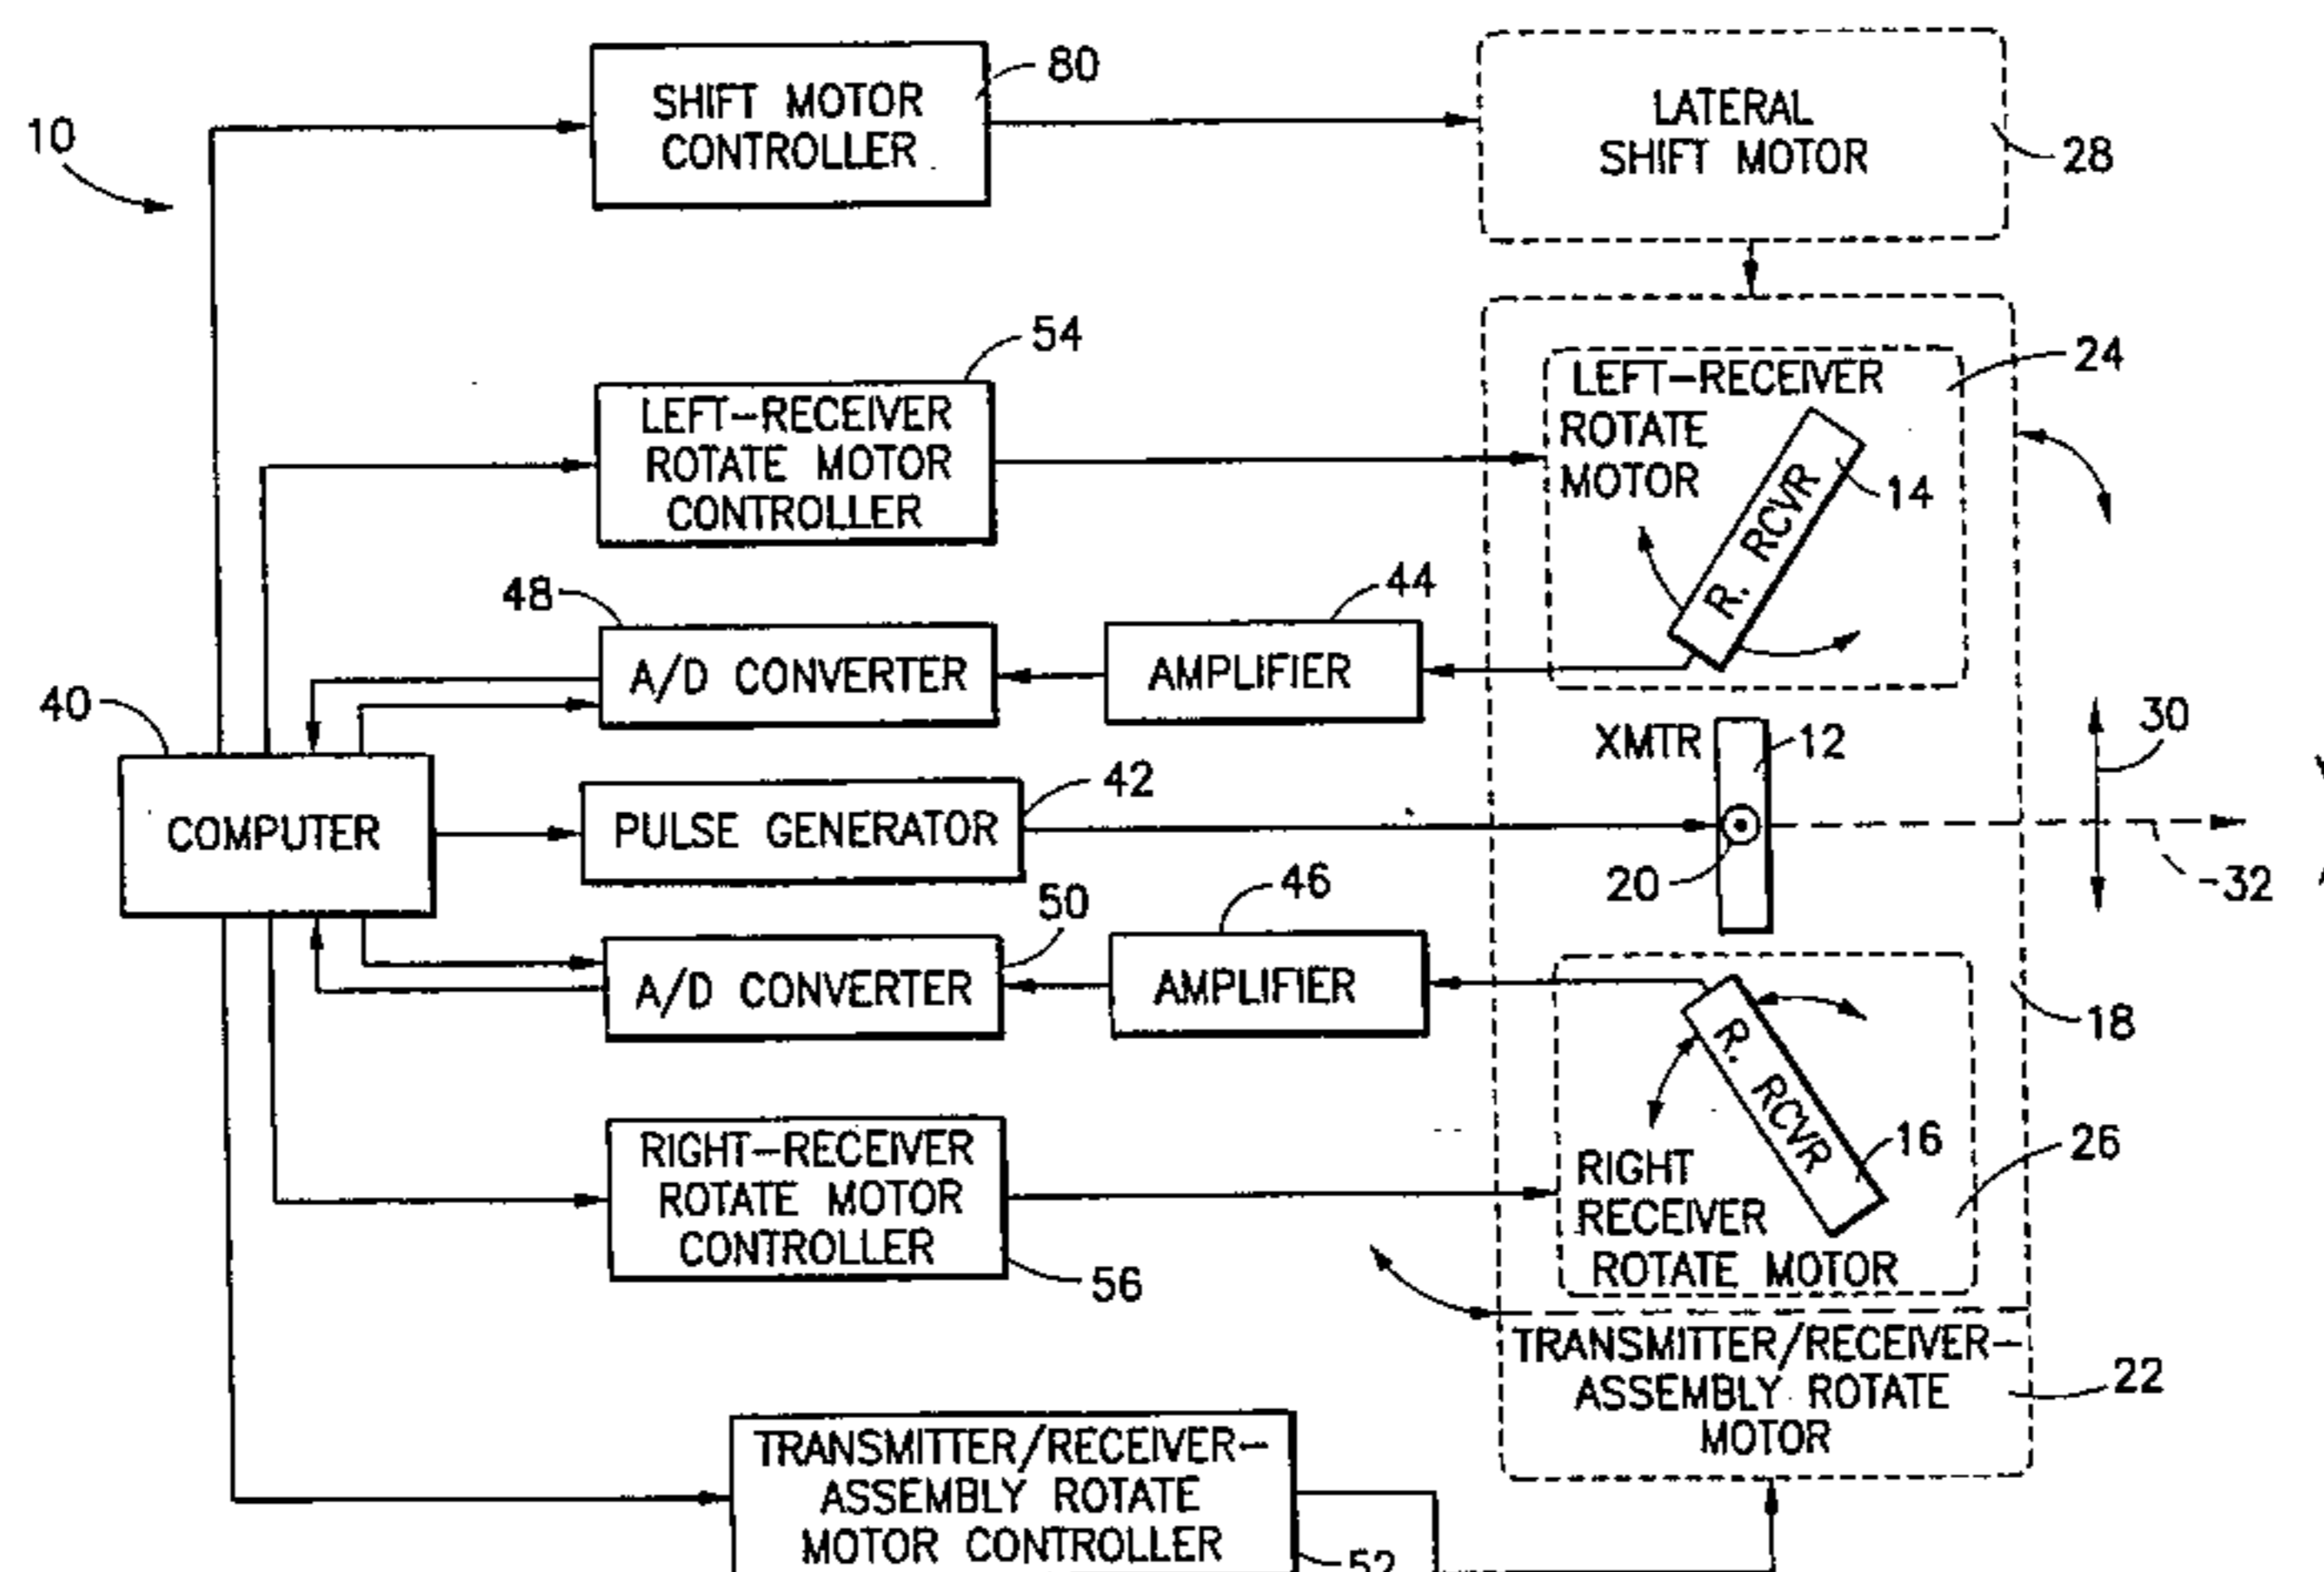 10
SHIFT MOTOR
CONTROLLER
80
LATERAL
SHIFT MOTOR
28
54
LEFT-RECEIVER
ROTATE MOTOR
CONTROLLER
LEFT-RECEIVER
ROTATE
MOTOR
24
R. RCVR
14
48
A/D CONVERTER
44
AMPLIFIER
40
COMPUTER
PULSE GENERATOR
42
XMTR
12
20
30
32
50
A/D CONVERTER
46
AMPLIFIER
18
R. RCVR
16
RIGHT-RECEIVER
ROTATE MOTOR
CONTROLLER
56
RIGHT
RECEIVER
ROTATE MOTOR
26
TRANSMITTER/RECEIVER-
ASSEMBLY ROTATE
MOTOR
22
TRANSMITTER/RECEIVER-
ASSEMBLY ROTATE
MOTOR CONTROLLER
52